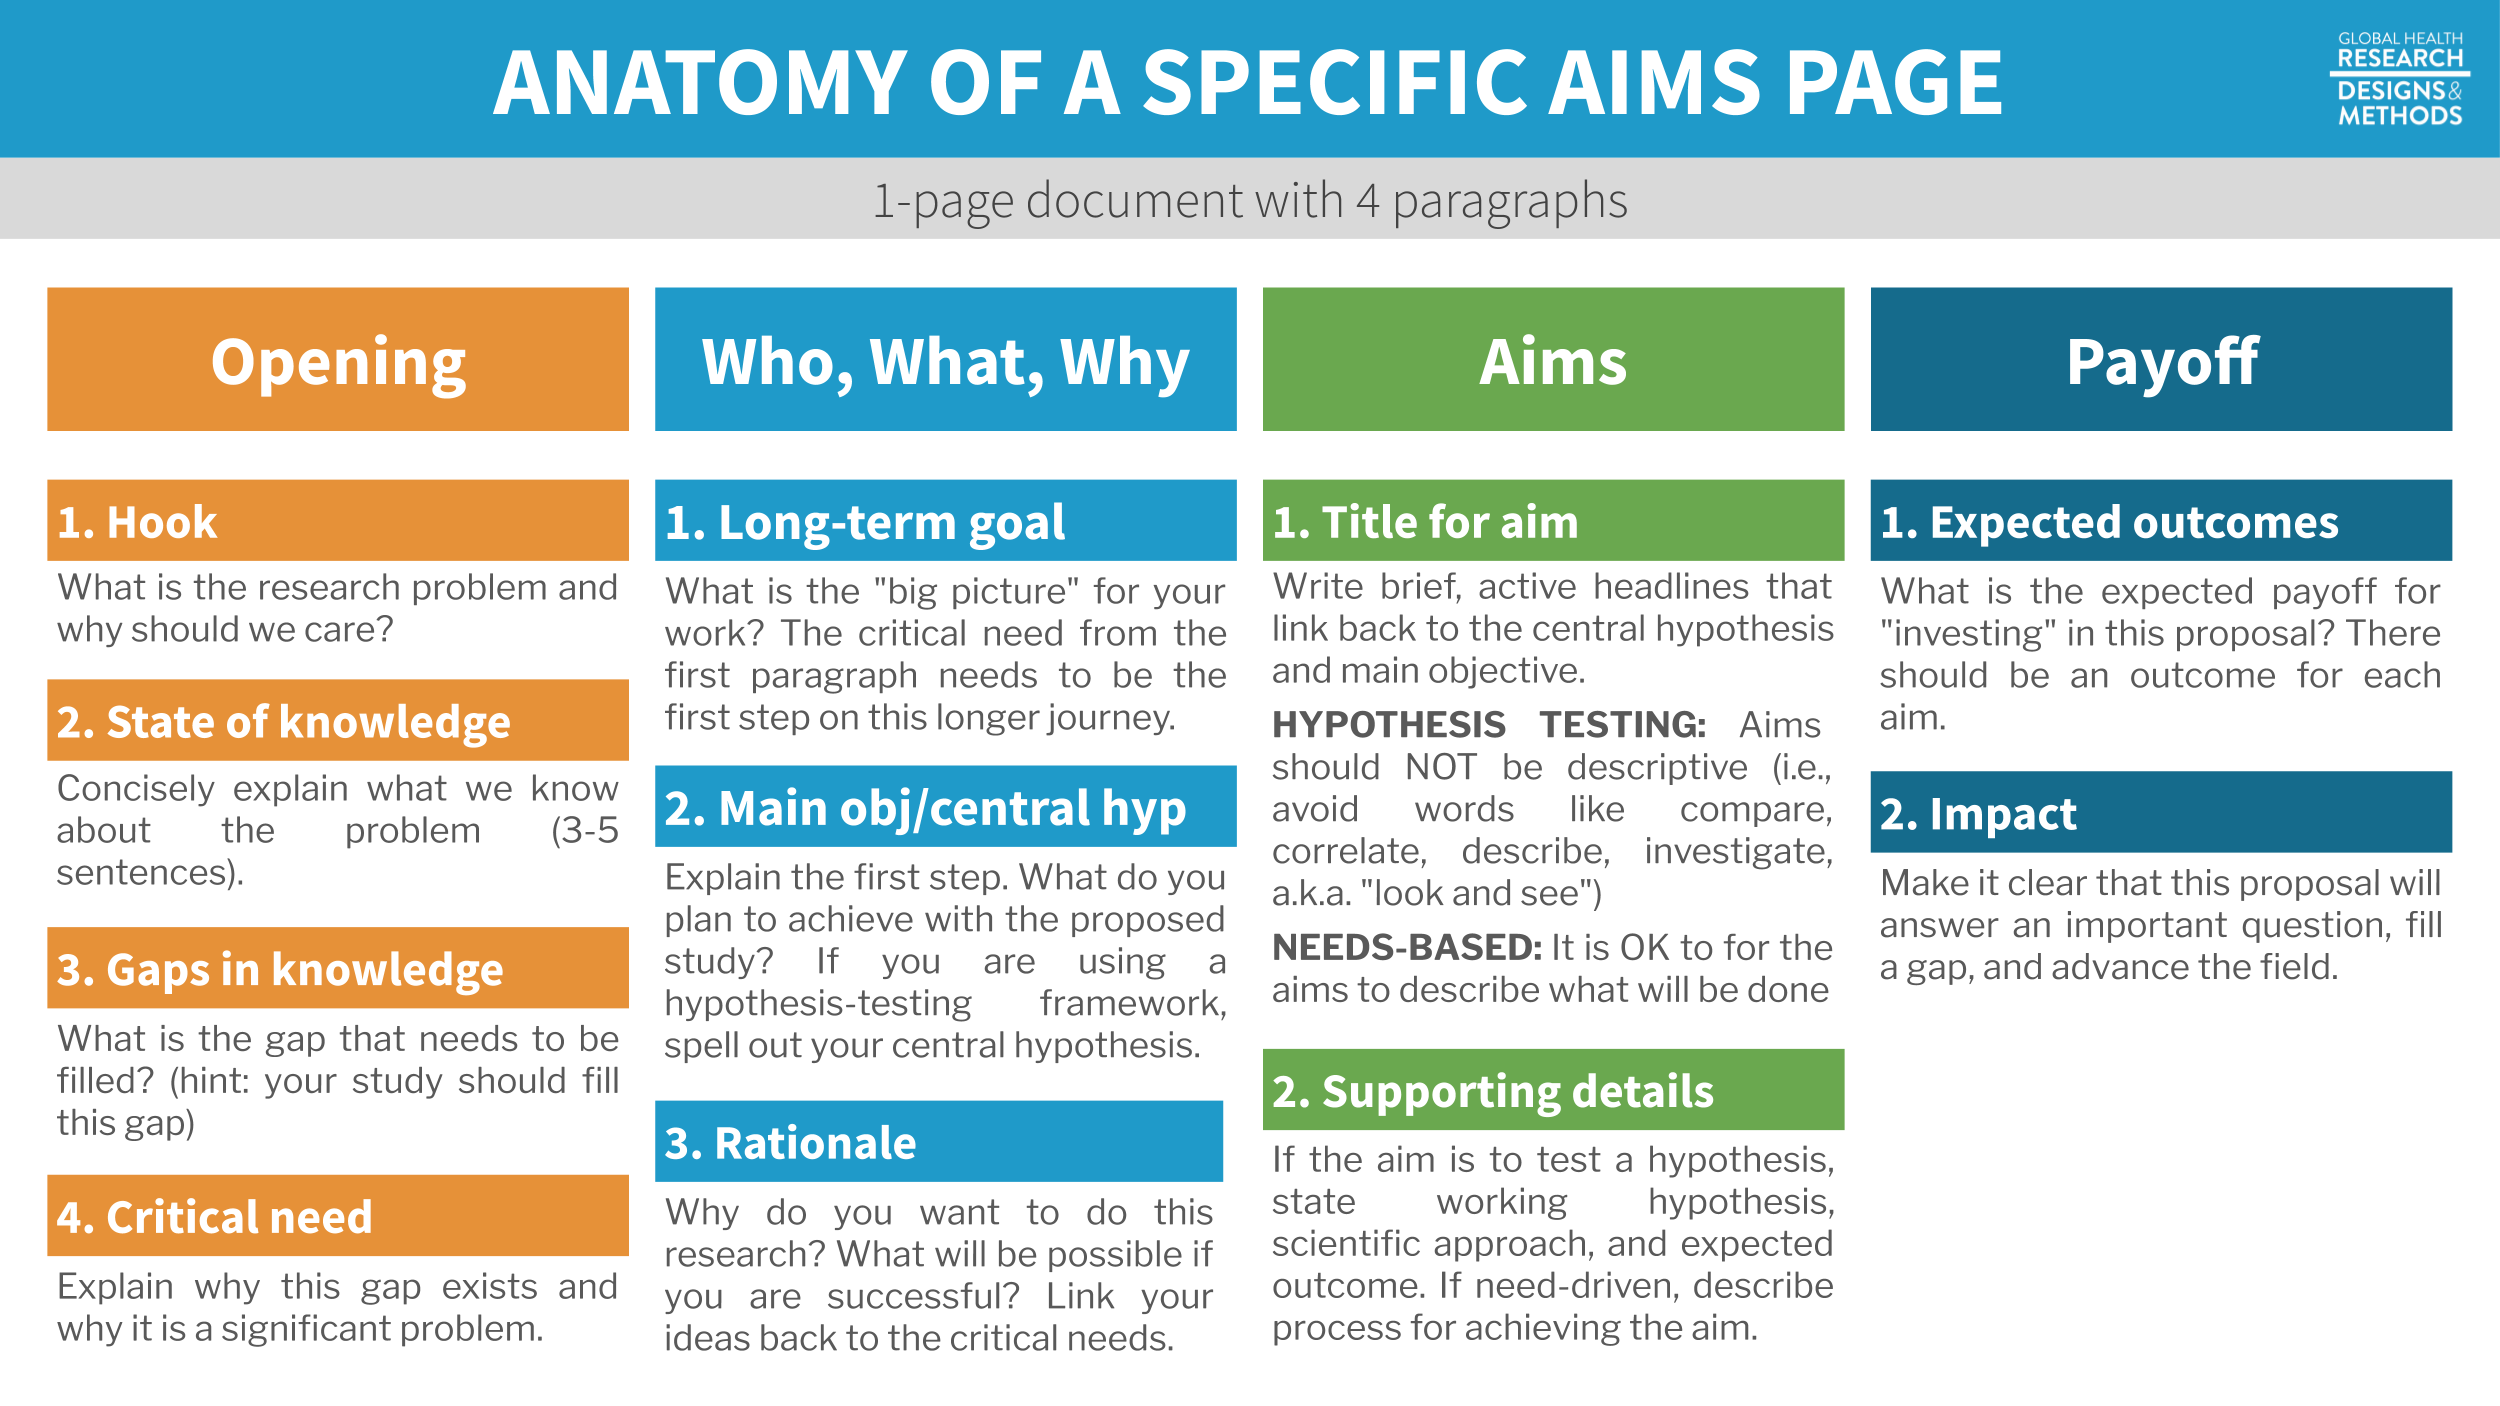 ANATOMY OF A SPECIFIC AIMS PAGE
GLOBAL HEALTH
RESEARCH
DESIGNS&
METHODS
1-page document with 4 paragraphs
Opening
1. Hook
What is the research problem and
why should we care?
2. State of knowledge
Concisely explain what we know
about the problem (3-5
sentences).
3. Gaps in knowledge
What is the gap that needs to be
filled? (hint: your study should fill
this gap)
4. Critical need
Explain why this gap exists and
why it is a significant problem.
Who, What, Why
1. Long-term goal
What is the "big picture" for your
work? The critical need from the
first paragraph needs to be the
first step on this longer journey.
2. Main obj/central hyp
Explain the first step. What do you
plan to achieve with the proposed
study? If you are using a
hypothesis-testing framework,
spell out your central hypothesis.
3. Rationale
Why do you want to do this
research? What will be possible if
you are successful? Link your
ideas back to the critical needs.
Aims
1. Title for aim
Write brief, active headlines that
link back to the central hypothesis
and main objective.
HYPOTHESIS TESTING: Aims
should NOT be descriptive (i.e.,
avoid words like compare,
correlate, describe, investigate,
a.k.a. "look and see")
NEEDS-BASED: It is OK to for the
aims to describe what will be done
2. Supporting details
If the aim is to test a hypothesis,
state working hypothesis,
scientific approach, and expected
outcome. If need-driven, describe
process for achieving the aim.
Payoff
1. Expected outcomes
What is the expected payoff for
"investing" in this proposal? There
should be an outcome for each
aim.
2. Impact
Make it clear that this proposal will
answer an important question, fill
a gap, and advance the field.